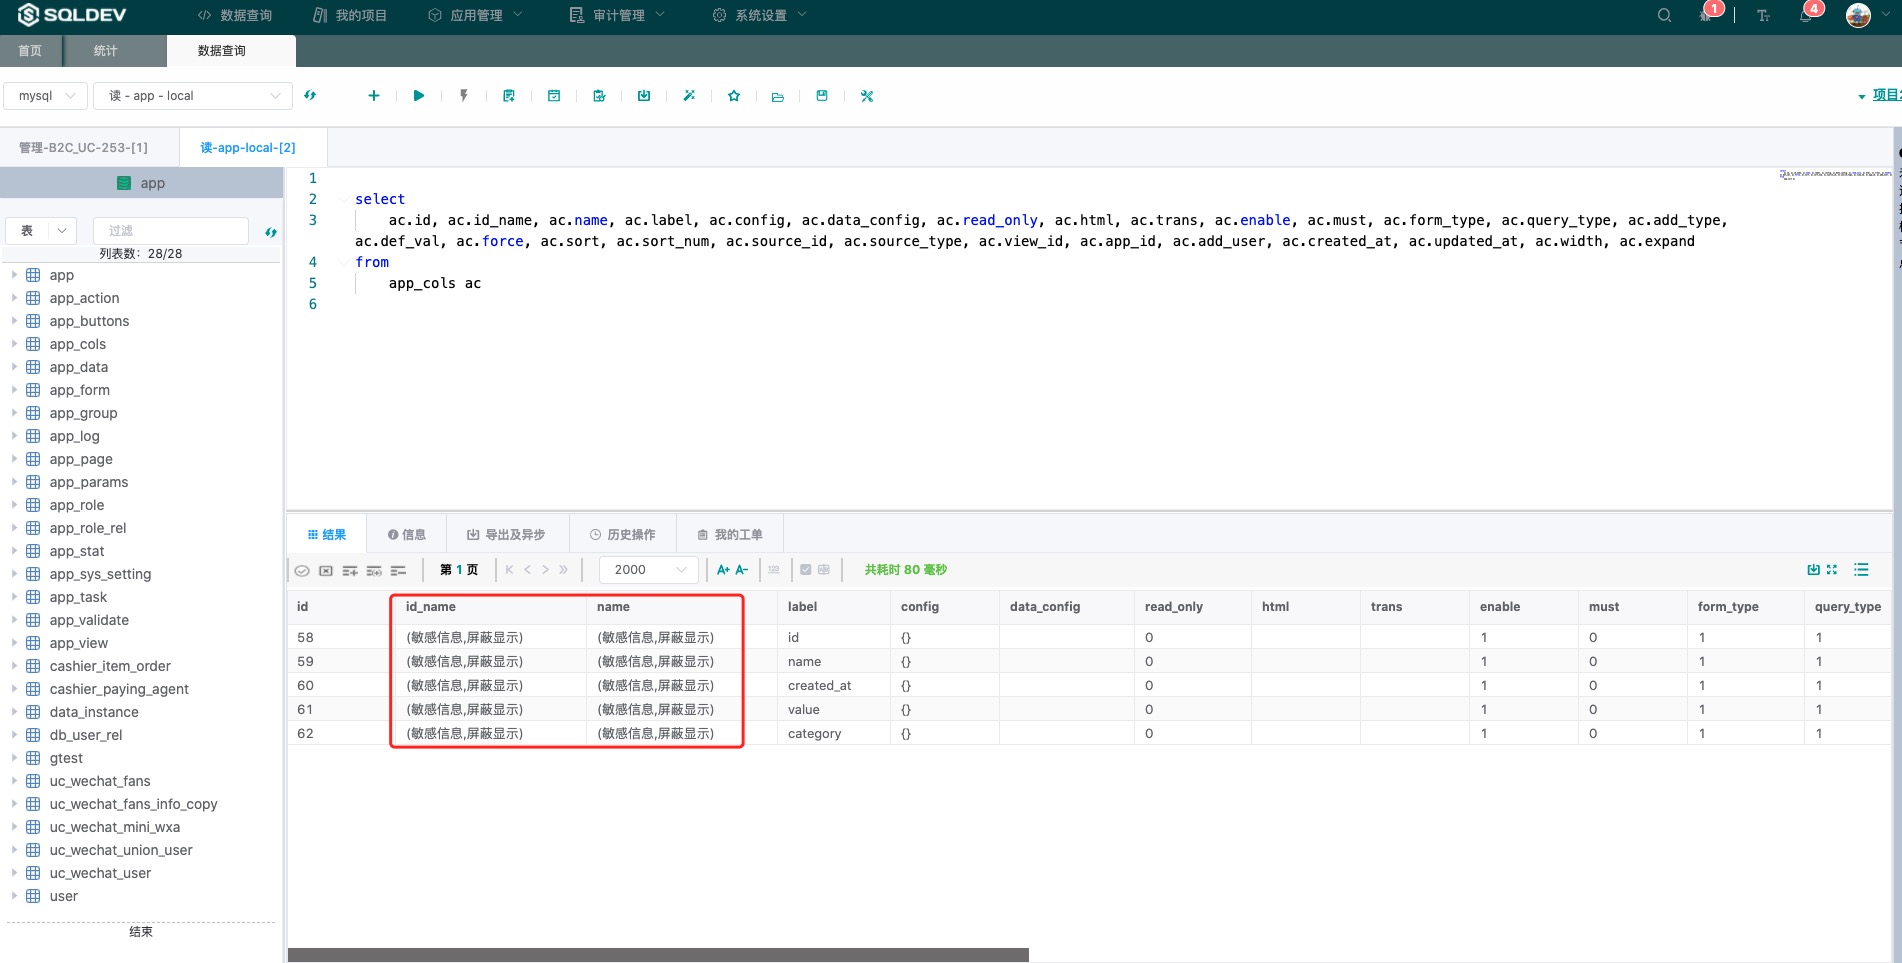 SQLDEV 数据查询 我的项目 应用管理 审计管理 系统设置 1 4
首页 统计 数据查询
mysql 读 - app - local
管理-B2C_UC-253-[1] 读-app-local-[2]
app
表 过滤
列表数：28/28
app
app_action
app_buttons
app_cols
app_data
app_form
app_group
app_log
app_page
app_params
app_role
app_role_rel
app_stat
app_sys_setting
app_task
app_validate
app_view
cashier_item_order
cashier_paying_agent
data_instance
db_user_rel
gtest
uc_wechat_fans
uc_wechat_fans_info_copy
uc_wechat_mini_wxa
uc_wechat_union_user
uc_wechat_user
user
结束
1
2 select
3 ac.id, ac.id_name, ac.name, ac.label, ac.config, ac.data_config, ac.read_only, ac.html, ac.trans, ac.enable, ac.must, ac.form_type, ac.query_type, ac.add_type,
ac.def_val, ac.force, ac.sort, ac.sort_num, ac.source_id, ac.source_type, ac.view_id, ac.app_id, ac.add_user, ac.created_at, ac.updated_at, ac.width, ac.expand
4 from
5 app_cols ac
6
结果 信息 导出及异步 历史操作 我的工单
第 1 页 2000 A+ A- 共耗时 80 毫秒
id id_name name label config data_config read_only html trans enable must form_type query_type
58 (敏感信息,屏蔽显示) (敏感信息,屏蔽显示) id {} 0 1 0 1 1
59 (敏感信息,屏蔽显示) (敏感信息,屏蔽显示) name {} 0 1 0 1 1
60 (敏感信息,屏蔽显示) (敏感信息,屏蔽显示) created_at {} 0 1 0 1 1
61 (敏感信息,屏蔽显示) (敏感信息,屏蔽显示) value {} 0 1 0 1 1
62 (敏感信息,屏蔽显示) (敏感信息,屏蔽显示) category {} 0 1 0 1 1